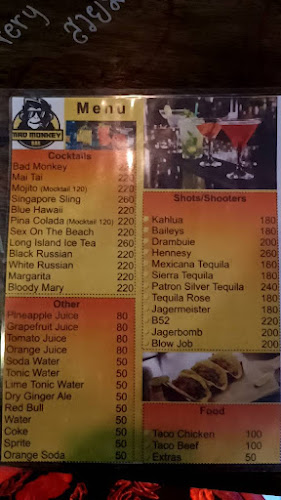 very
MAD MONKEY
BAR
Menu
Cocktails
Bad Monkey 220
Mai Tai 220
Mojito (Mocktail 120) 220
Singapore Sling 260
Blue Hawaii 220
Pina Colada (Mocktail 120) 220
Sex On The Beach 220
Long Island Ice Tea 260
Black Russian 220
White Russian 220
Margarita 220
Bloody Mary 220
Other
Pineapple Juice 80
Grapefruit Juice 80
Tomato Juice 80
Orange Juice 80
Soda Water 50
Tonic Water 50
Lime Tonic Water 50
Dry Ginger Ale 50
Red Bull 50
Water 50
Coke 50
Sprite 50
Orange Soda 50
Shots/Shooters
Kahlua 180
Baileys 180
Drambuie 200
Hennesy 260
Mexicana Tequila 180
Sierra Tequila 180
Patron Silver Tequila 240
Tequila Rose 180
Jagermeister 180
B52 220
Jagerbomb 200
Blow Job 200
Food
Taco Chicken 100
Taco Beef 100
Extras 50